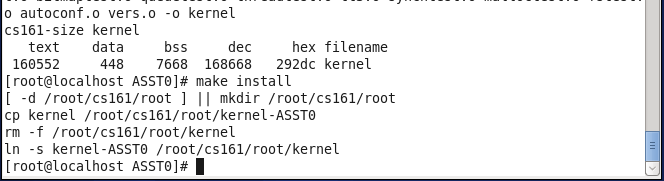 o autoconf.o vers.o -o kernel
cs161-size kernel
   text    data     bss     dec     hex filename
 160552     448    7668  168668   292dc kernel
[root@localhost ASST0]# make install
[ -d /root/cs161/root ] || mkdir /root/cs161/root
cp kernel /root/cs161/root/kernel-ASST0
rm -f /root/cs161/root/kernel
ln -s kernel-ASST0 /root/cs161/root/kernel
[root@localhost ASST0]#